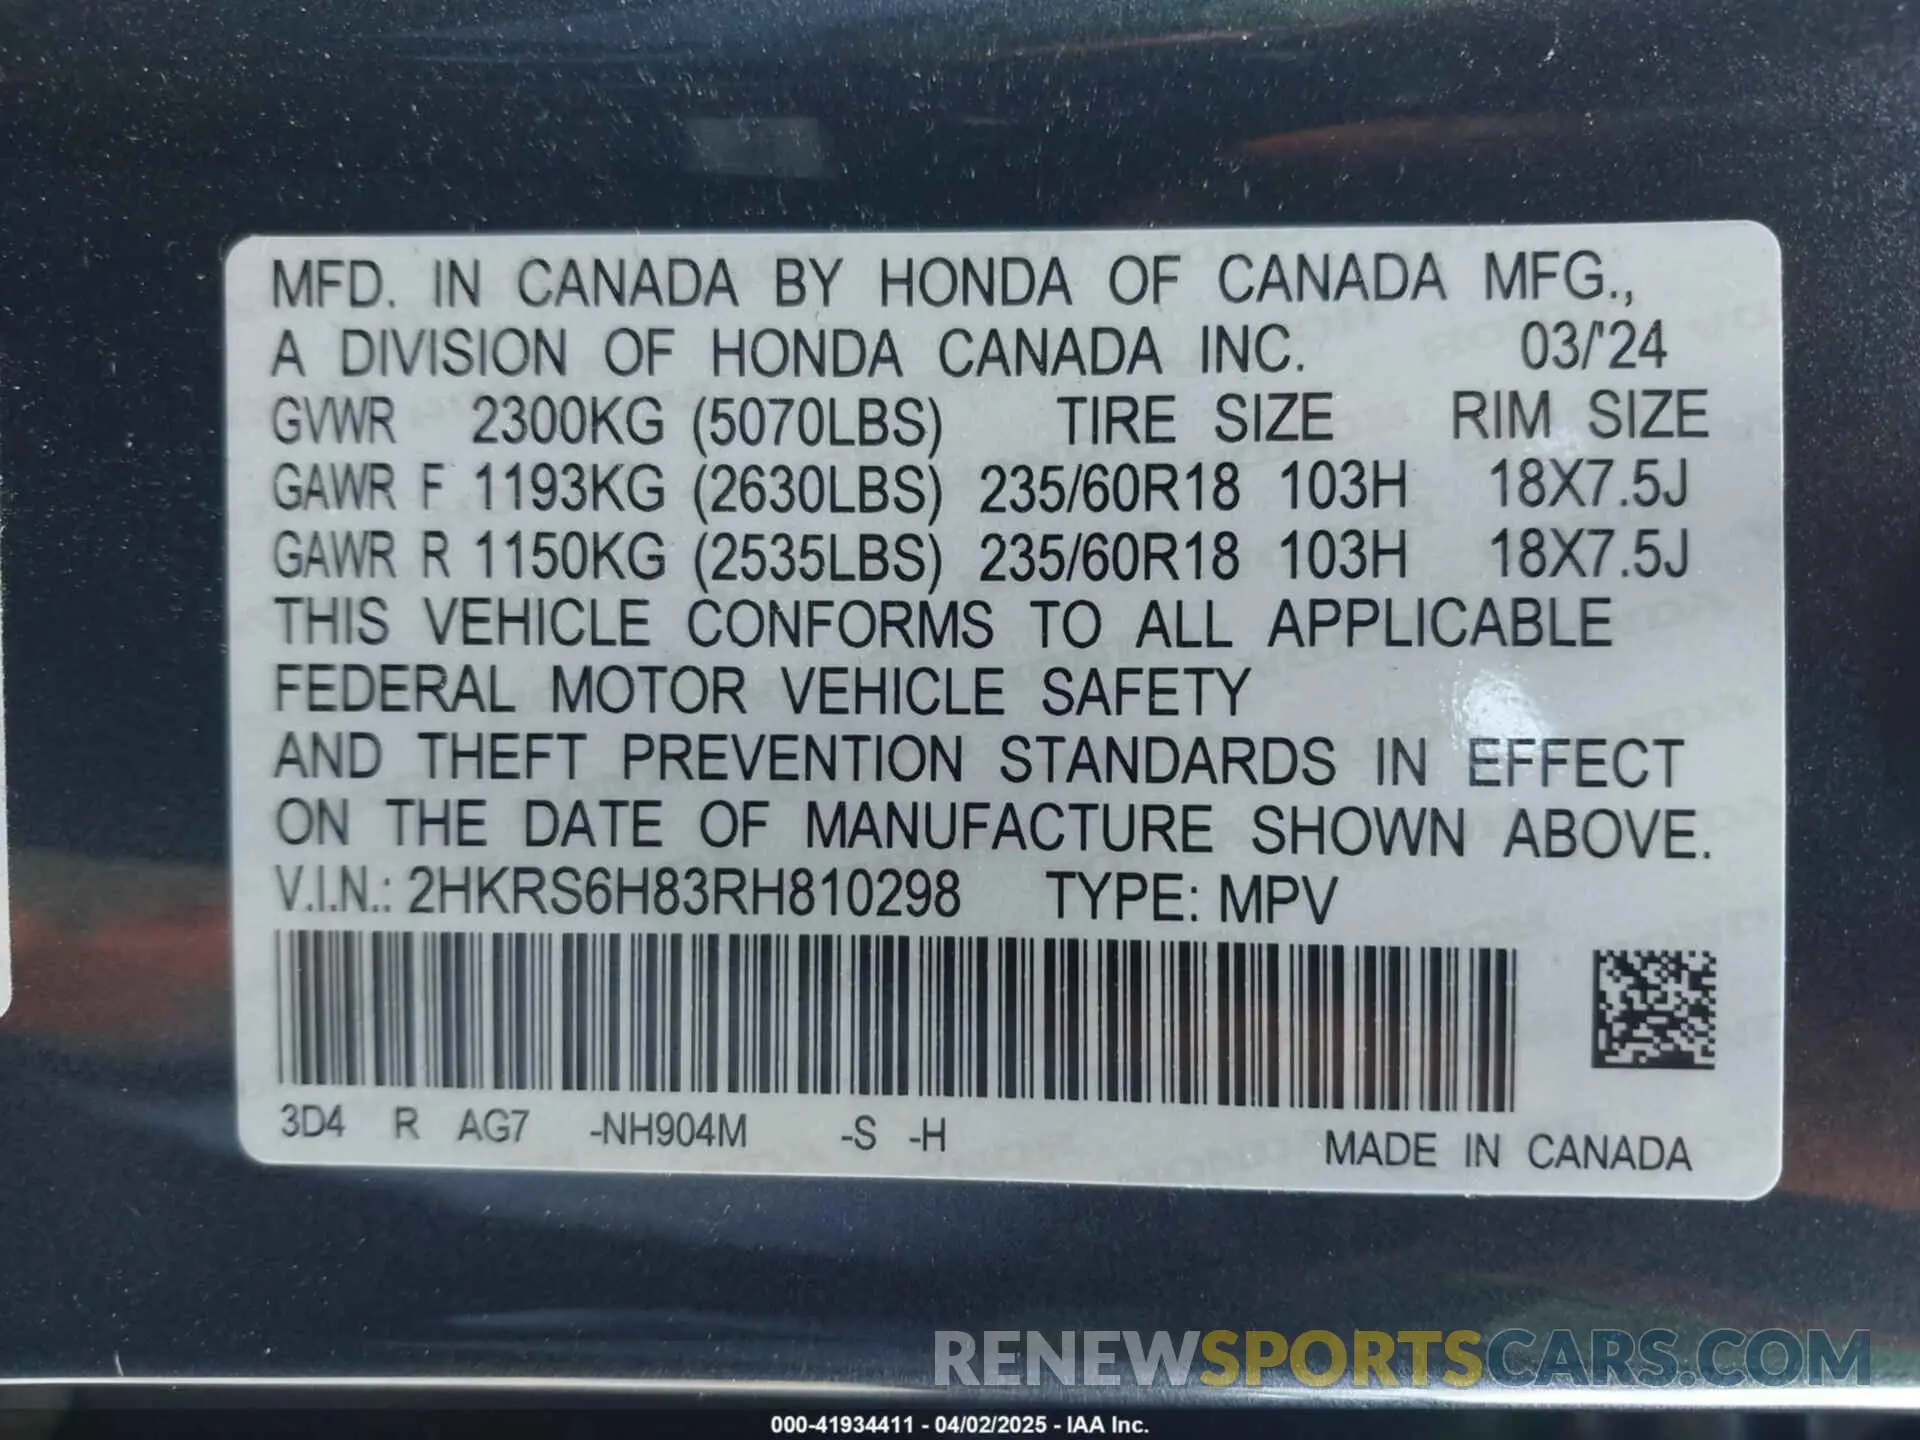 MFD. IN CANADA BY HONDA OF CANADA MFG.,
A DIVISION OF HONDA CANADA INC. 03/'24
GVWR 2300KG (5070LBS) TIRE SIZE RIM SIZE
GAWR F 1193KG (2630LBS) 235/60R18 103H 18X7.5J
GAWR R 1150KG (2535LBS) 235/60R18 103H 18X7.5J
THIS VEHICLE CONFORMS TO ALL APPLICABLE
FEDERAL MOTOR VEHICLE SAFETY
AND THEFT PREVENTION STANDARDS IN EFFECT
ON THE DATE OF MANUFACTURE SHOWN ABOVE.
V.I.N.: 2HKRS6H83RH810298 TYPE: MPV
3D4 R AG7 -NH904M -S -H
MADE IN CANADA
RENEWSPORTSCARS.COM
000-41934411 - 04/02/2025 - IAA Inc.